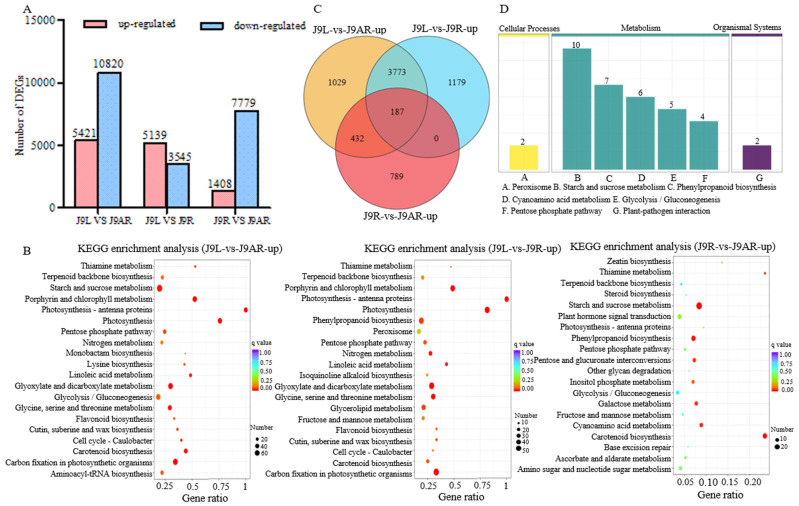 A
up-regulated
down-regulated
Number of DEGs
15000
10000
5000
0
5421
10820
5139
3545
1408
7779
J9L VS J9AR
J9L VS J9R
J9R VS J9AR
C
J9L-vs-J9AR-up
J9L-vs-J9R-up
1029
3773
1179
187
432
0
789
J9R-vs-J9AR-up
D
Cellular Processes
Metabolism
Organismal Systems
2
10
7
6
5
4
2
A
B
C
D
E
F
G
A. Peroxisome B. Starch and sucrose metabolism C. Phenylpropanoid biosynthesis
D. Cyanoamino acid metabolism E. Glycolysis / Gluconeogenesis
F. Pentose phosphate pathway G. Plant-pathogen interaction
B
KEGG enrichment analysis (J9L-vs-J9AR-up)
Thiamine metabolism
Terpenoid backbone biosynthesis
Starch and sucrose metabolism
Porphyrin and chlorophyll metabolism
Photosynthesis - antenna proteins
Photosynthesis
Pentose phosphate pathway
Nitrogen metabolism
Monobactam biosynthesis
Lysine biosynthesis
Linoleic acid metabolism
Glyoxylate and dicarboxylate metabolism
Glycolysis / Gluconeogenesis
Glycine, serine and threonine metabolism
Flavonoid biosynthesis
Cutin, suberine and wax biosynthesis
Cell cycle - Caulobacter
Carotenoid biosynthesis
Carbon fixation in photosynthetic organisms
Aminoacyl-tRNA biosynthesis
0.25
0.5
0.75
1
Gene ratio
q value
1.00
0.75
0.50
0.25
0.00
Number
20
40
60
KEGG enrichment analysis (J9L-vs-J9R-up)
Thiamine metabolism
Terpenoid backbone biosynthesis
Porphyrin and chlorophyll metabolism
Photosynthesis - antenna proteins
Photosynthesis
Phenylpropanoid biosynthesis
Peroxisome
Pentose phosphate pathway
Nitrogen metabolism
Linoleic acid metabolism
Isoquinoline alkaloid biosynthesis
Glyoxylate and dicarboxylate metabolism
Glycine, serine and threonine metabolism
Glycerolipid metabolism
Fructose and mannose metabolism
Flavonoid biosynthesis
Cutin, suberine and wax biosynthesis
Cell cycle - Caulobacter
Carotenoid biosynthesis
Carbon fixation in photosynthetic organisms
0.25
0.5
0.75
1
Gene ratio
q value
1.00
0.75
0.50
0.25
0.00
Number
10
20
30
40
50
KEGG enrichment analysis (J9R-vs-J9AR-up)
Zeatin biosynthesis
Thiamine metabolism
Terpenoid backbone biosynthesis
Steroid biosynthesis
Starch and sucrose metabolism
Plant hormone signal transduction
Photosynthesis - antenna proteins
Phenylpropanoid biosynthesis
Pentose phosphate pathway
Pentose and glucuronate interconversions
Other glycan degradation
Inositol phosphate metabolism
Glycolysis / Gluconeogenesis
Galactose metabolism
Fructose and mannose metabolism
Cyanoamino acid metabolism
Carotenoid biosynthesis
Base excision repair
Ascorbate and aldarate metabolism
Amino sugar and nucleotide sugar metabolism
0.05
0.10
0.15
0.20
Gene ratio
q value
1.00
0.75
0.50
0.25
0.00
Number
10
20